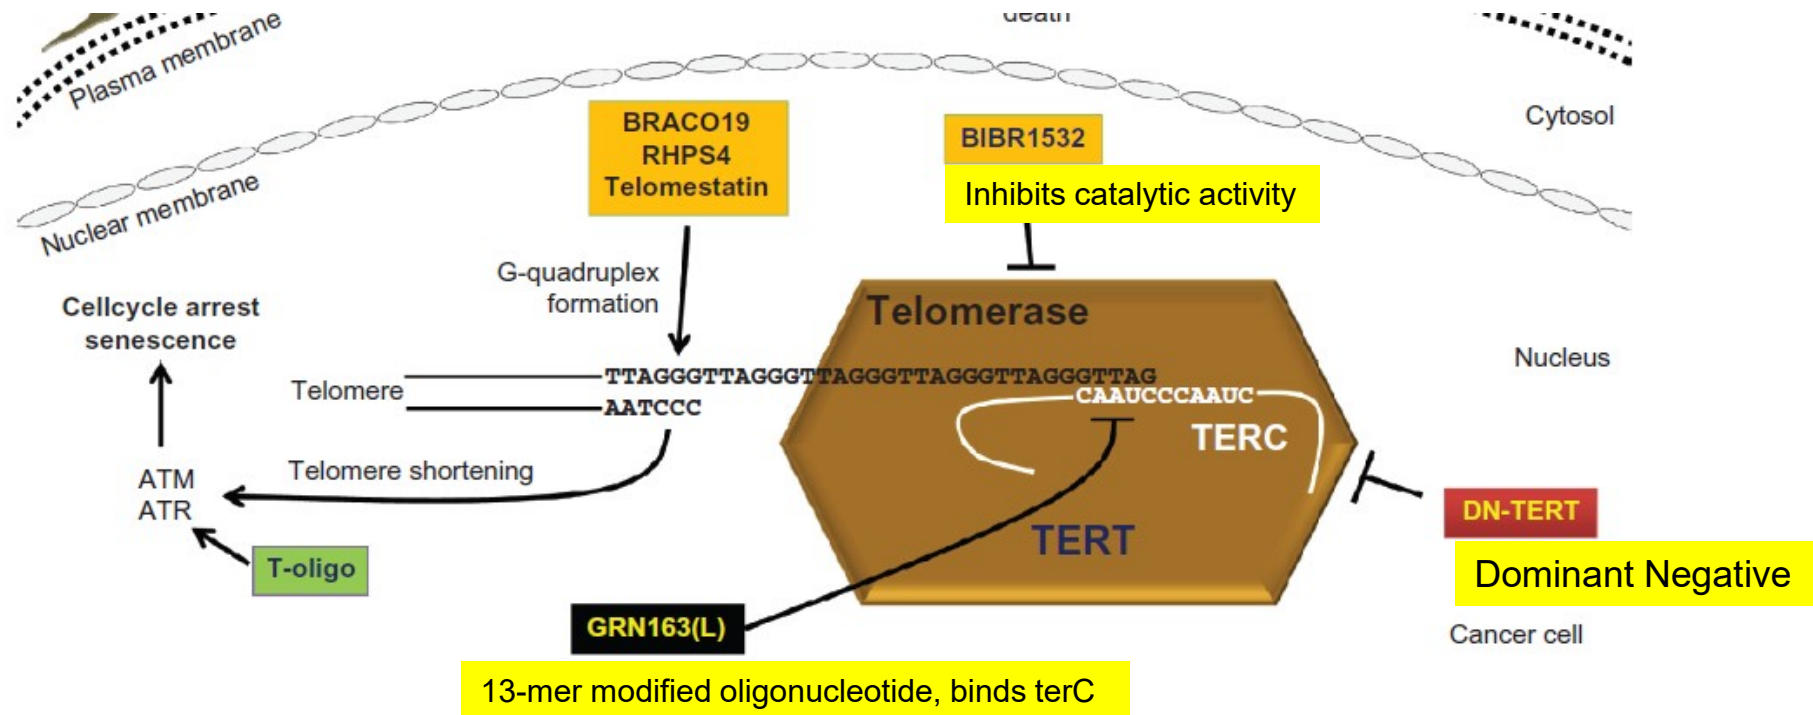 death
Plasma membrane
Cytosol
BRACO19
RHPS4
Telomestatin
BIBR1532
Inhibits catalytic activity
Nuclear membrane
G-quadruplex
formation
Cellcycle arrest
senescence
Telomerase
Nucleus
Telomere
TTAGGGTTAGGGTTAGGGTTAGGGTTAGGGTTAG
AATCCC
CAAUCCCAAUC
TERC
Telomere shortening
ATM
ATR
DN-TERT
TERT
T-oligo
Dominant Negative
GRN163(L)
Cancer cell
13-mer modified oligonucleotide, binds terC